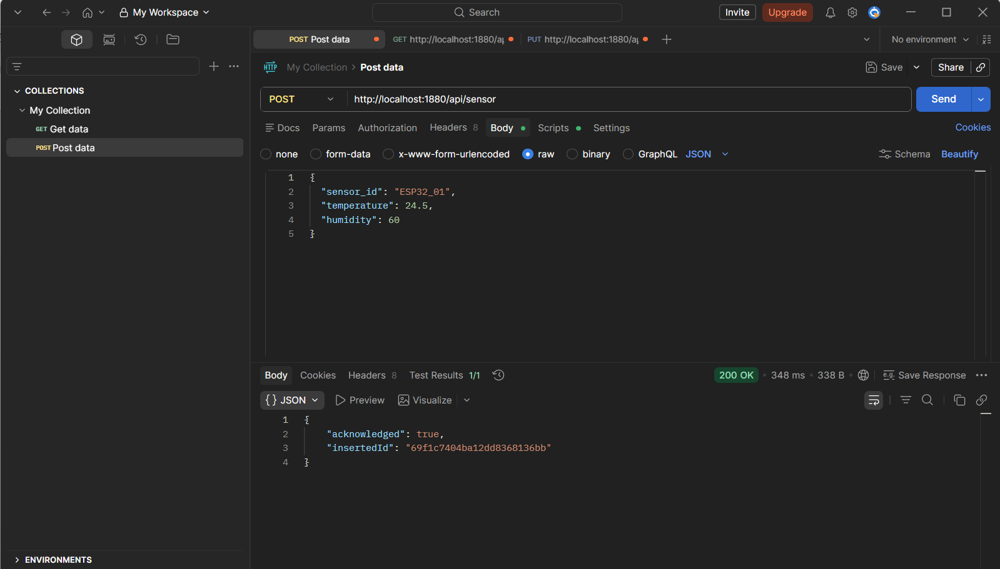 My Workspace
Search
Invite
Upgrade
POST Post data
GET http://localhost:1880/ap
PUT http://localhost:1880/ap
No environment
My Collection > Post data
Save
Share
COLLECTIONS
My Collection
GET Get data
POST Post data
POST
http://localhost:1880/api/sensor
Send
Docs
Params
Authorization
Headers 8
Body
Scripts
Settings
Cookies
none
form-data
x-www-form-urlencoded
raw
binary
GraphQL
JSON
Schema
Beautify
1 {
2 "sensor_id": "ESP32_01",
3 "temperature": 24.5,
4 "humidity": 60
5 }
Body
Cookies
Headers 8
Test Results 1/1
200 OK
348 ms
338 B
e.g. Save Response
{} JSON
Preview
Visualize
1 {
2 "acknowledged": true,
3 "insertedId": "69f1c7404ba12dd8368136bb"
4 }
ENVIRONMENTS